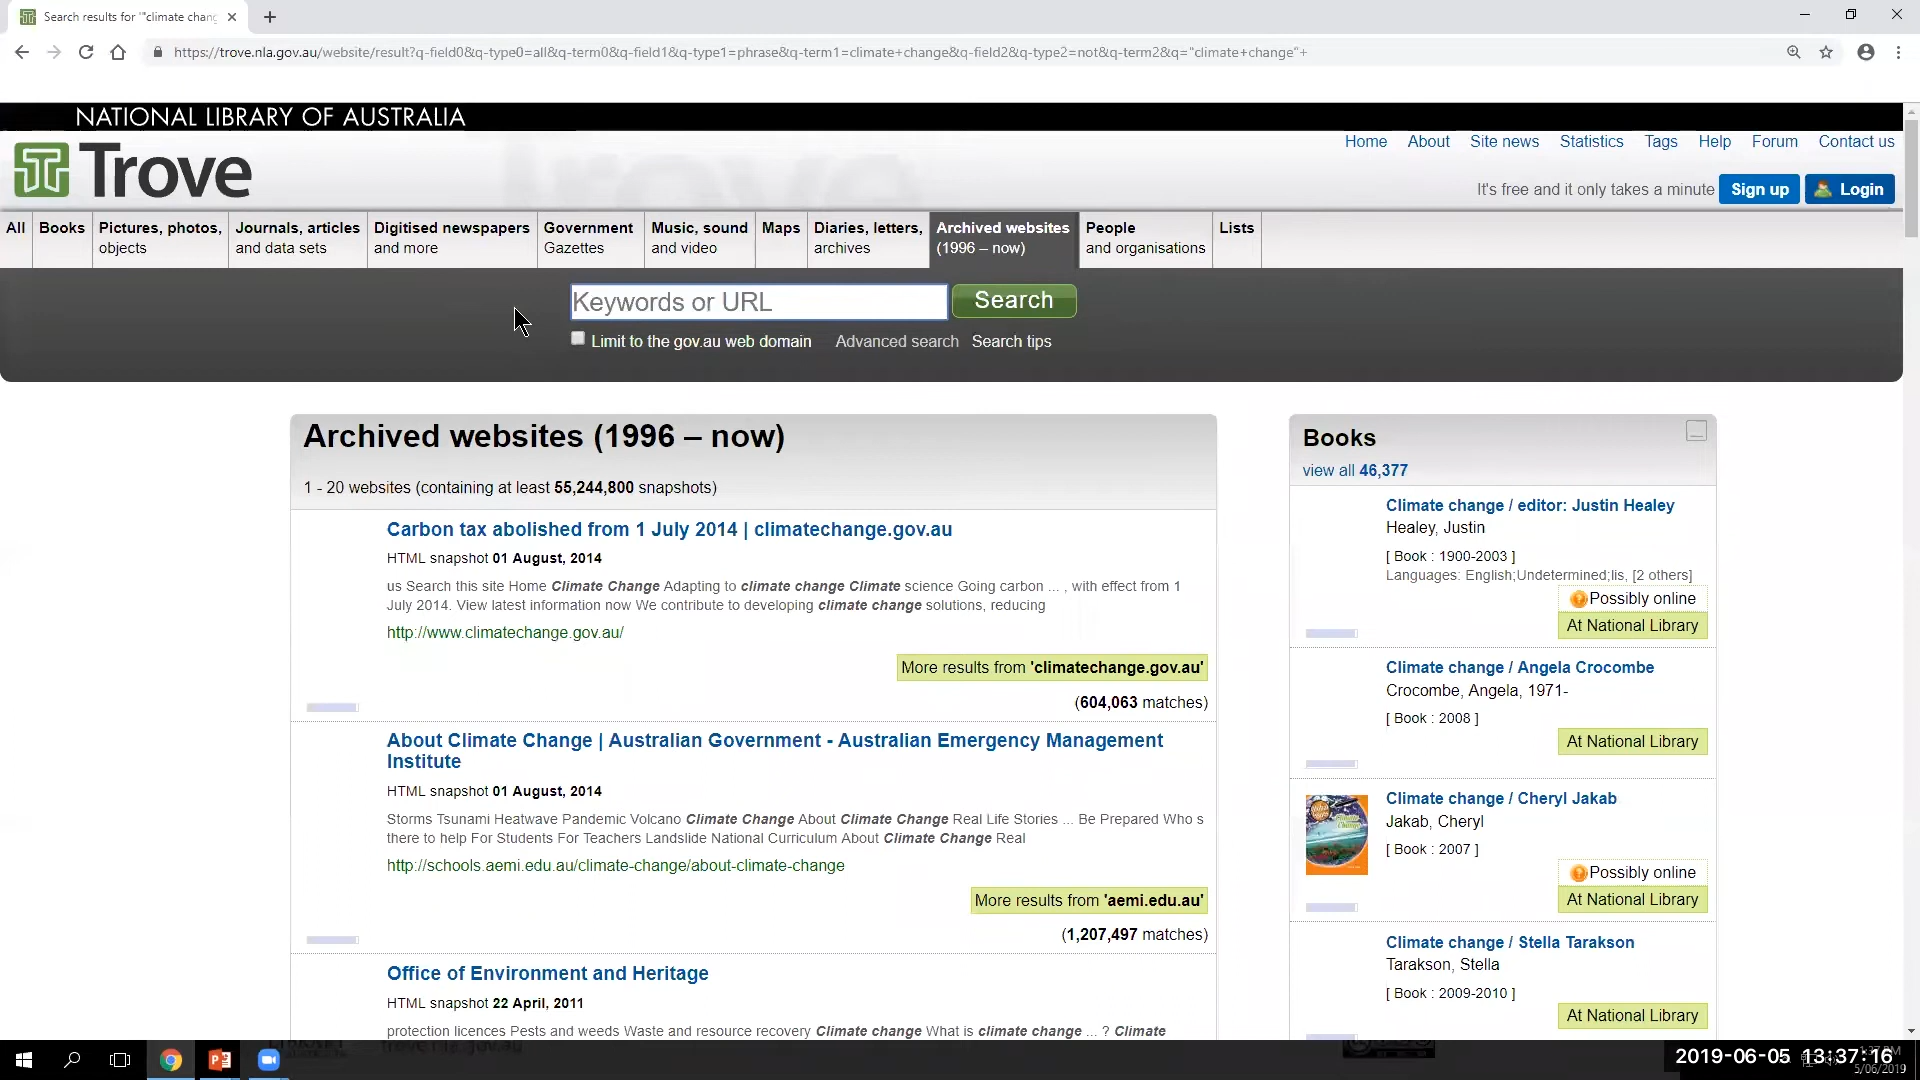 Search results for '"climate chang
https://trove.nla.gov.au/website/result?q-field0&q-type0=all&q-term0&q-field1&q-type1=phrase&q-term1=climate+change&q-field2&q-type2=not&q-term2&q="climate+change"+
NATIONAL LIBRARY OF AUSTRALIA
Trove
Home About Site news Statistics Tags Help Forum Contact us
It's free and it only takes a minute Sign up Login
All Books Pictures, photos, objects Journals, articles and data sets Digitised newspapers and more Government Gazettes Music, sound and video Maps Diaries, letters, archives Archived websites (1996 – now) People and organisations Lists
Keywords or URL Search
Limit to the gov.au web domain Advanced search Search tips
Archived websites (1996 – now)
1 - 20 websites (containing at least 55,244,800 snapshots)
Carbon tax abolished from 1 July 2014 | climatechange.gov.au
HTML snapshot 01 August, 2014
us Search this site Home Climate Change Adapting to climate change Climate science Going carbon ... , with effect from 1
July 2014. View latest information now We contribute to developing climate change solutions, reducing
http://www.climatechange.gov.au/
More results from 'climatechange.gov.au'
(604,063 matches)
About Climate Change | Australian Government - Australian Emergency Management
Institute
HTML snapshot 01 August, 2014
Storms Tsunami Heatwave Pandemic Volcano Climate Change About Climate Change Real Life Stories ... Be Prepared Who s
there to help For Students For Teachers Landslide National Curriculum About Climate Change Real
http://schools.aemi.edu.au/climate-change/about-climate-change
More results from 'aemi.edu.au'
(1,207,497 matches)
Office of Environment and Heritage
HTML snapshot 22 April, 2011
protection licences Pests and weeds Waste and resource recovery Climate change What is climate change ... ? Climate
Books
view all 46,377
Climate change / editor: Justin Healey
Healey, Justin
[ Book : 1900-2003 ]
Languages: English;Undetermined;lis, [2 others]
Possibly online
At National Library
Climate change / Angela Crocombe
Crocombe, Angela, 1971-
[ Book : 2008 ]
At National Library
Climate change / Cheryl Jakab
Jakab, Cheryl
[ Book : 2007 ]
Possibly online
At National Library
Climate change / Stella Tarakson
Tarakson, Stella
[ Book : 2009-2010 ]
At National Library
2019-06-05 13:37:16
5/06/2019